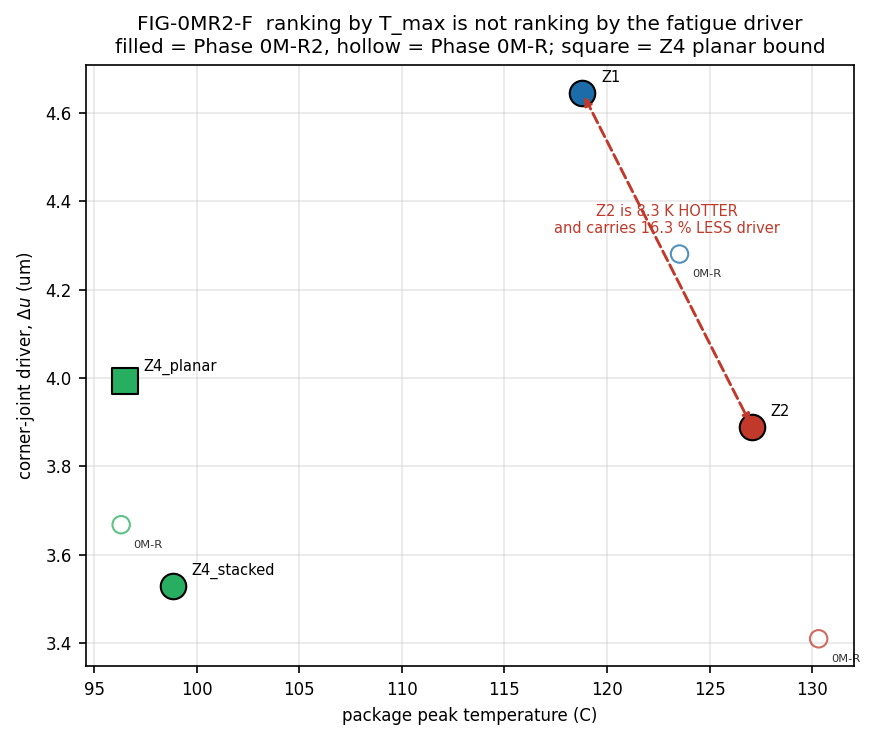 FIG-0MR2-F  ranking by T_max is not ranking by the fatigue driver
filled = Phase 0M-R2, hollow = Phase 0M-R; square = Z4 planar bound
Z1
4.6
4.4
Z2 is 8.3 K HOTTER
and carries 16.3 % LESS driver
0M-R
4.2
Z4_planar
4.0
Z2
3.8
0M-R
3.6
Z4_stacked
3.4
0M-R
corner-joint driver, Δu (um)
95 100 105 110 115 120 125 130
package peak temperature (C)